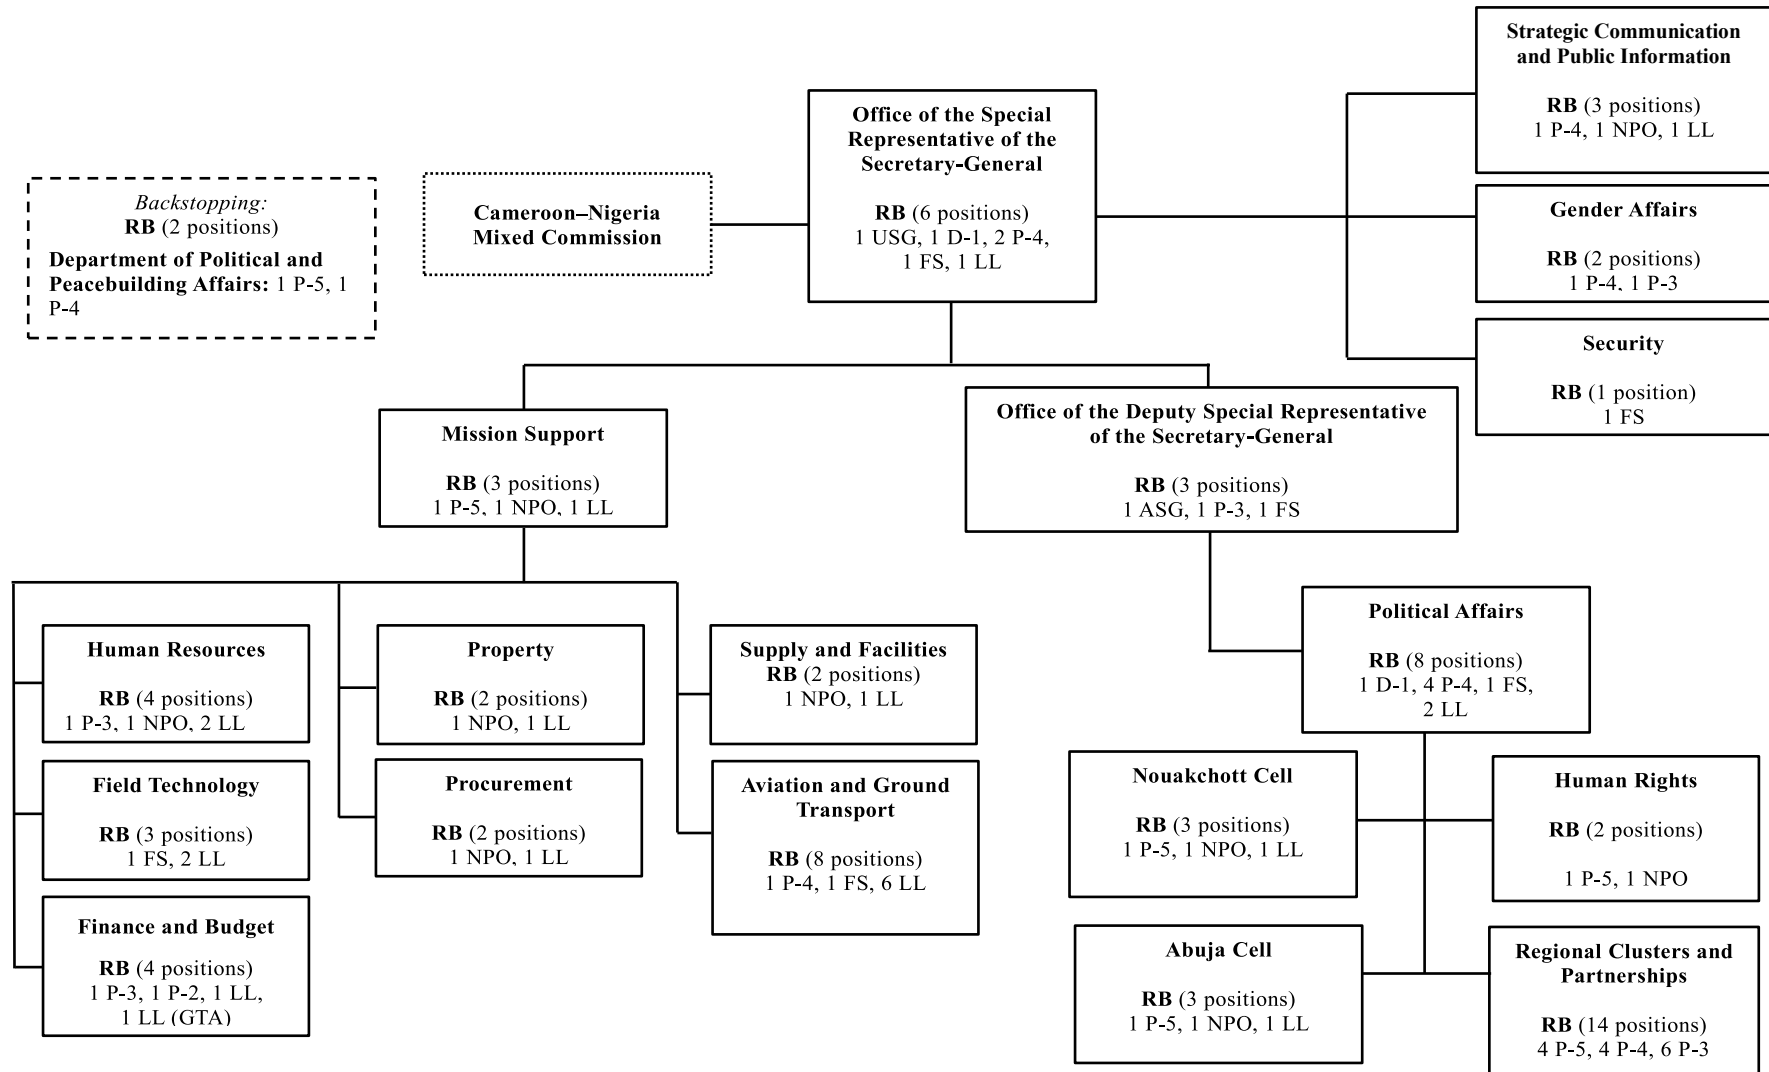 Strategic Communication
and Public Information
RB (3 positions)
1 P-4, 1 NPO, 1 LL
Office of the Special
Representative of the
Secretary-General
RB (6 positions)
1 USG, 1 D-1, 2 P-4,
1 FS, 1 LL
Backstopping:
RB (2 positions)
Department of Political and
Peacebuilding Affairs: 1 P-5, 1
P-4
Cameroon–Nigeria
Mixed Commission
Gender Affairs
RB (2 positions)
1 P-4, 1 P-3
Security
RB (1 position)
1 FS
Mission Support
RB (3 positions)
1 P-5, 1 NPO, 1 LL
Office of the Deputy Special Representative
of the Secretary-General
RB (3 positions)
1 ASG, 1 P-3, 1 FS
Political Affairs
RB (8 positions)
1 D-1, 4 P-4, 1 FS,
2 LL
Human Resources
RB (4 positions)
1 P-3, 1 NPO, 2 LL
Property
RB (2 positions)
1 NPO, 1 LL
Supply and Facilities
RB (2 positions)
1 NPO, 1 LL
Field Technology
RB (3 positions)
1 FS, 2 LL
Procurement
RB (2 positions)
1 NPO, 1 LL
Aviation and Ground
Transport
RB (8 positions)
1 P-4, 1 FS, 6 LL
Nouakchott Cell
RB (3 positions)
1 P-5, 1 NPO, 1 LL
Human Rights
RB (2 positions)
1 P-5, 1 NPO
Finance and Budget
RB (4 positions)
1 P-3, 1 P-2, 1 LL,
1 LL (GTA)
Abuja Cell
RB (3 positions)
1 P-5, 1 NPO, 1 LL
Regional Clusters and
Partnerships
RB (14 positions)
4 P-5, 4 P-4, 6 P-3